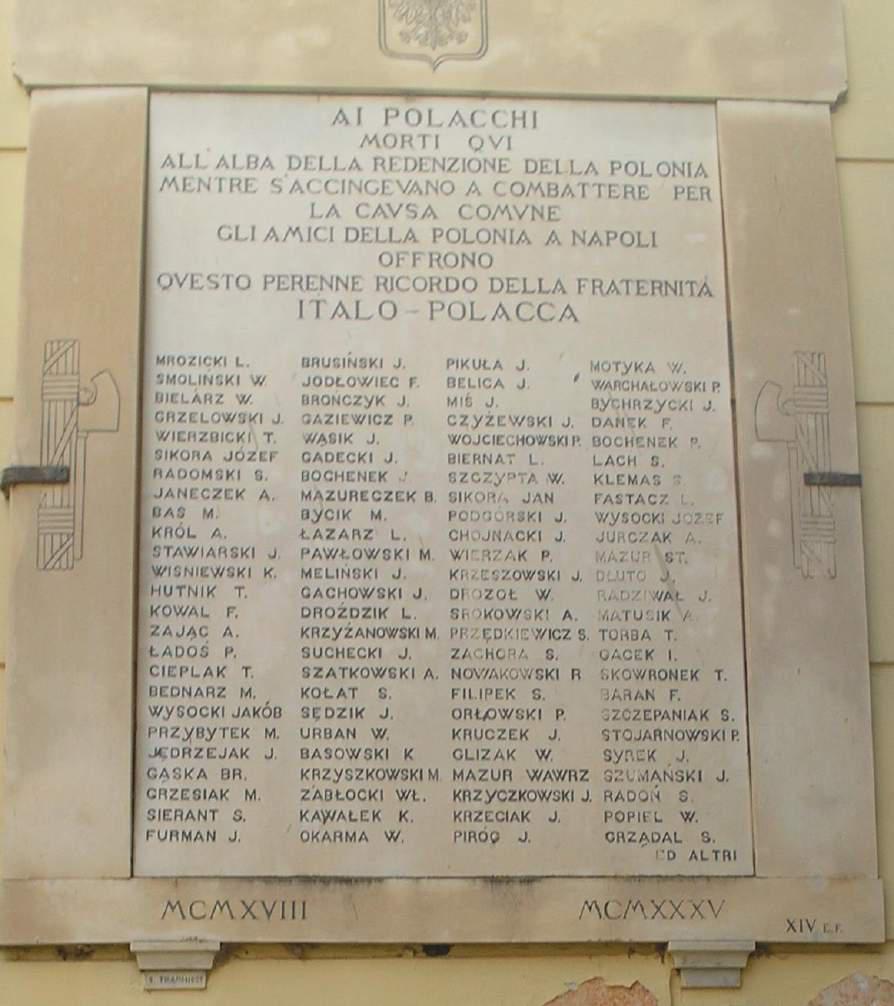 AI POLACCHI
MORTI QVI
ALL'ALBA DELLA REDENZIONE DELLA POLONIA
MENTRE S'ACCINGEVANO A COMBATTERE PER
LA CAVSA COMVNE
GLI AMICI DELLA POLONIA A NAPOLI
OFFRONO
QVESTO PERENNE RICORDO DELLA FRATERNITÁ
ITALO-POLACCA
MROZICKI L. BRUSIŃSKI J. PIKUŁA J. MOTYKA W.
SMOLIŃSKI W. JODŁOWIEC F. BELICA J. WARCHAŁOWSKI P.
BIELARZ W. BROŃCZYK J. MIŚ J. BYCHRZYCKI J.
GRZELOWSKI J. GAZIEWICZ P. CZYŻEWSKI J. DANEK F.
WIERZBICKI T. WĄSIK J. WOJCIECHOWSKI P. BOCHENEK P.
SIKORA JÓZEF GADECKI J. BIERNAT L. LACH S.
RADOMSKI S. BOCHENEK J SZCZYPTA W. KLEMAS S
JANECZEK A. MAZURECZEK B. SIKORA JAN FASTACZ L.
BAS M. BYCIK M. PODGÓRSKI J. WYSOCKI JOZEF
KRÓL A. ŁAZARZ L. CHOJNACKI J. JURCZAK A.
STAWIARSKI J. PAWŁOWSKI M. WIERZAK P. MAZUR ST.
WISNIEWSKI K. MELIŃSKI J. KRZESZOWSKI J. DŁUTO J.
HUTNIK T. GACHOWSKI J. DROZOŁ W. RADZIWAŁ J.
KOWAL F. DROŹDZIK L. SROKOWSKI A. MATUSIK A.
ZAJĄC A. KRZYŻANOWSKI M. PRZĘDKIEWICZ S. TORBA T.
ŁADOŚ P. SUCHECKI J. ZACHORA S. GACEK I.
CIEPLAK T. SZATKOWSKI A. NOWAKOWSKI R SKOWRONEK T.
BEDNARZ M. KOŁAT S. FILIPEK S. BARAN F.
WYSOCKI JAKÓB SĘDZIK J. ORŁOWSKI P. SZCZEPANIAK S.
PRZYBYTEK M. URBAN W. KRUCZEK J. STOJARNOWSKI P.
JĘDRZEJAK J. BASOWSKI K GLIZAK W. SYREK J.
GĄSKA BR. KRZYSZKOWSKI M. MAZUR WAWRZ SZUMAŃSKI J.
GRZESIAK M. ZABŁOCKI WŁ. KRZYCZKOWSKI J. RADOŃ S.
SIERANT S. KAWAŁEK K. KRZECIAK J. POPIEL W.
FURMAN J. OKARMA W. PIRÓG J. GRZĄDAL S.
ED ALTRI
MCMXVIII MCMXXXV
XIV E.F.